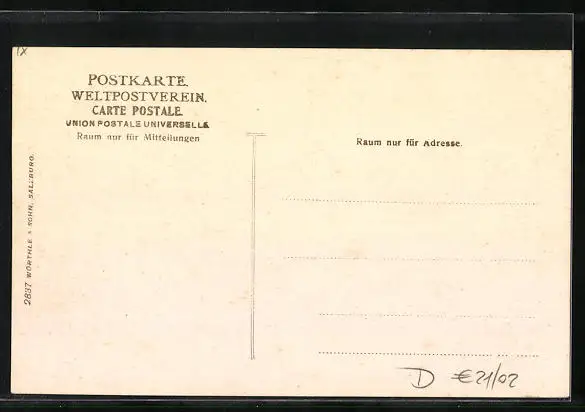 IX
POSTKARTE.
WELTPOSTVEREIN.
CARTE POSTALE.
UNION POSTALE UNIVERSELLE
Raum nur für Mitteilungen
Raum nur für Adresse.
2837 WÜRTHLE & SOHN, SALZBURG.
D €21/02